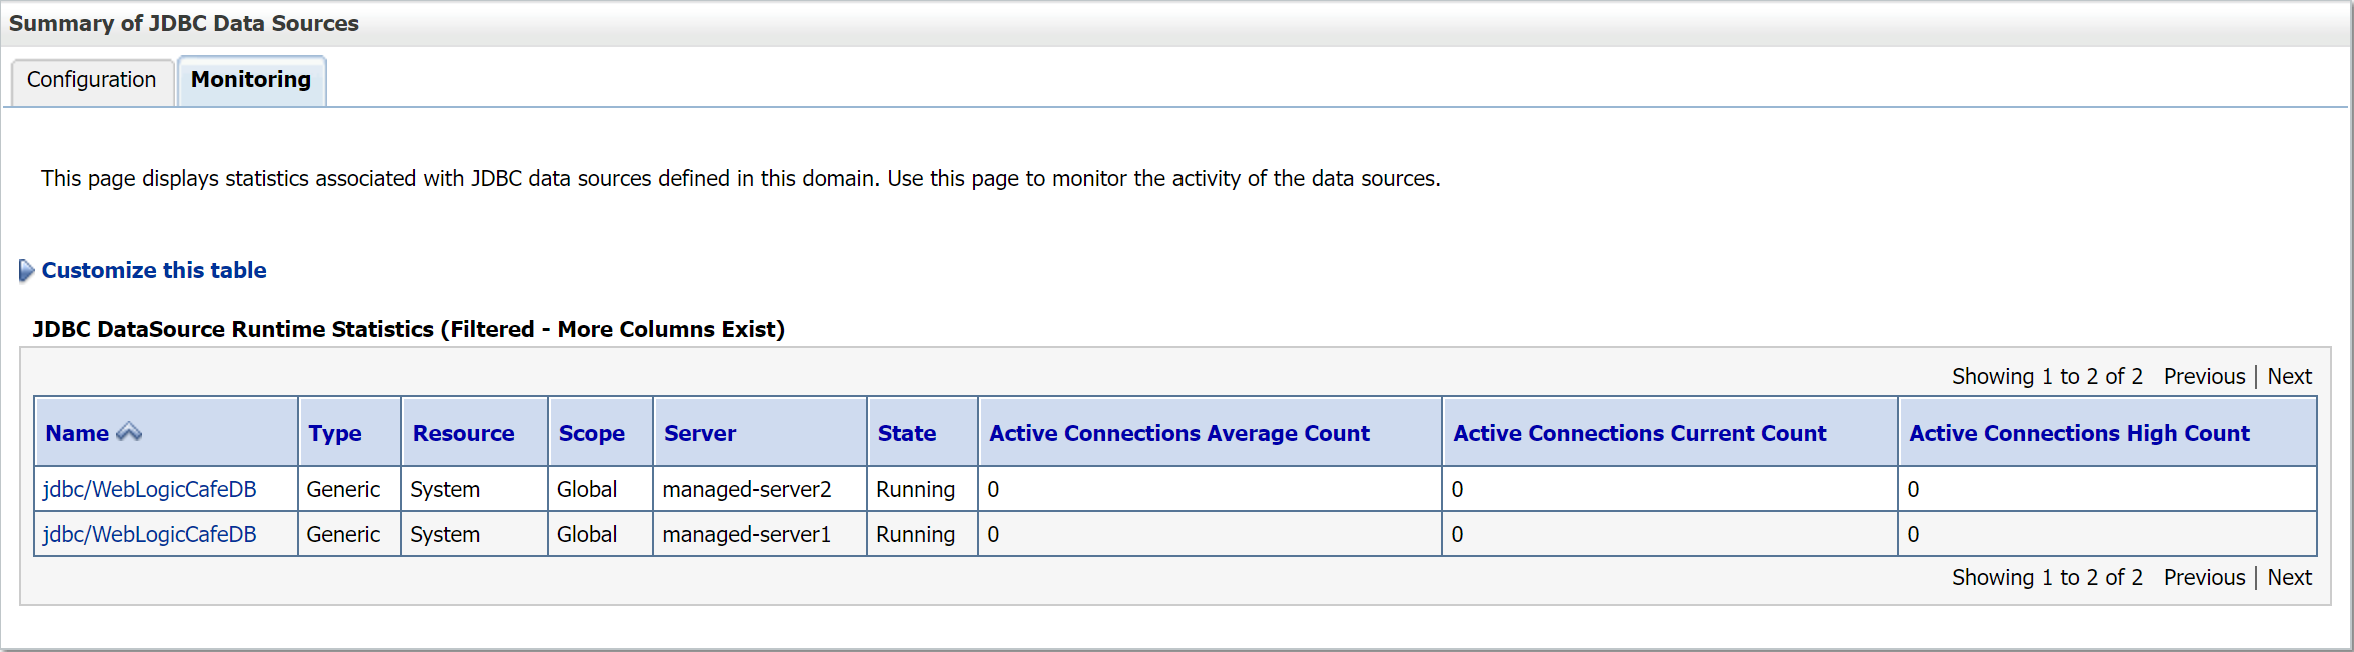 Summary of JDBC Data Sources
Configuration Monitoring
This page displays statistics associated with JDBC data sources defined in this domain. Use this page to monitor the activity of the data sources.
Customize this table
JDBC DataSource Runtime Statistics (Filtered - More Columns Exist)
Showing 1 to 2 of 2 Previous | Next
Name Type Resource Scope Server State Active Connections Average Count Active Connections Current Count Active Connections High Count
jdbc/WebLogicCafeDB Generic System Global managed-server2 Running 0 0 0
jdbc/WebLogicCafeDB Generic System Global managed-server1 Running 0 0 0
Showing 1 to 2 of 2 Previous | Next